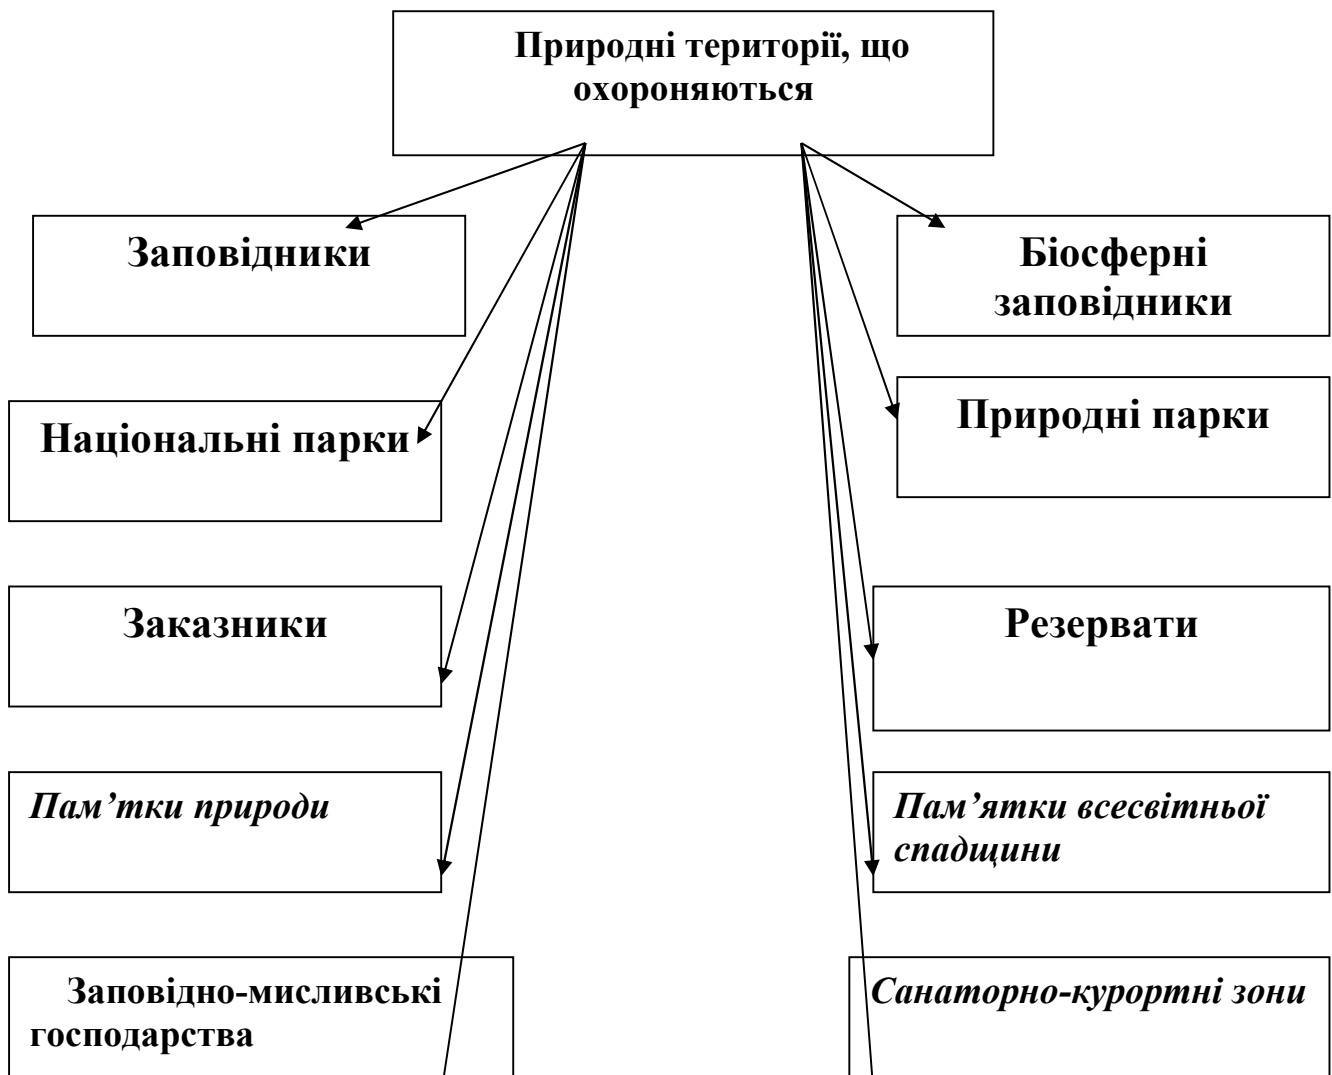 Природні території, що
охороняються
Заповідники
Біосферні
заповідники
Національні парки
Природні парки
Заказники
Резервати
Пам’тки природи
Пам’ятки всесвітньої
спадщини
Заповідно-мисливські
господарства
Санаторно-курортні зони